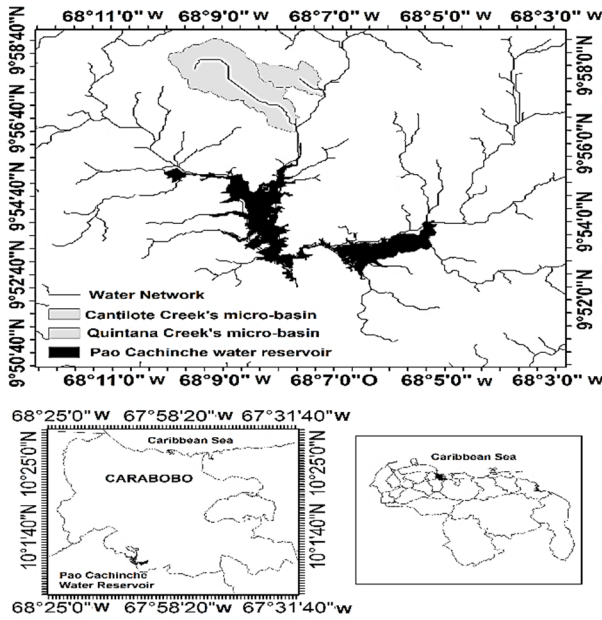 68°11'0"W 68°9'0"W 68°7'0"W 68°5'0"W 68°3'0"W
9°58'40"N
9°56'40"N
9°54'40"N
9°52'40"N
9°50'40"N
9°58'0"N
9°56'0"N
9°54'0"N
9°52'0"N
Water Network
Cantilote Creek's micro-basin
Quintana Creek's micro-basin
Pao Cachinche water reservoir
68°11'0"W 68°9'0"W 68°7'0"O 68°5'0"W 68°3'0"W
68°25'0"W 67°58'20"W 67°31'40"W
10°25'0"N
10°1'40"N
Caribbean Sea
CARABOBO
Pao Cachinche
Water Reservoir
10°25'0"N
10°1'40"N
68°25'0"W 67°58'20"W 67°31'40"W
Caribbean Sea